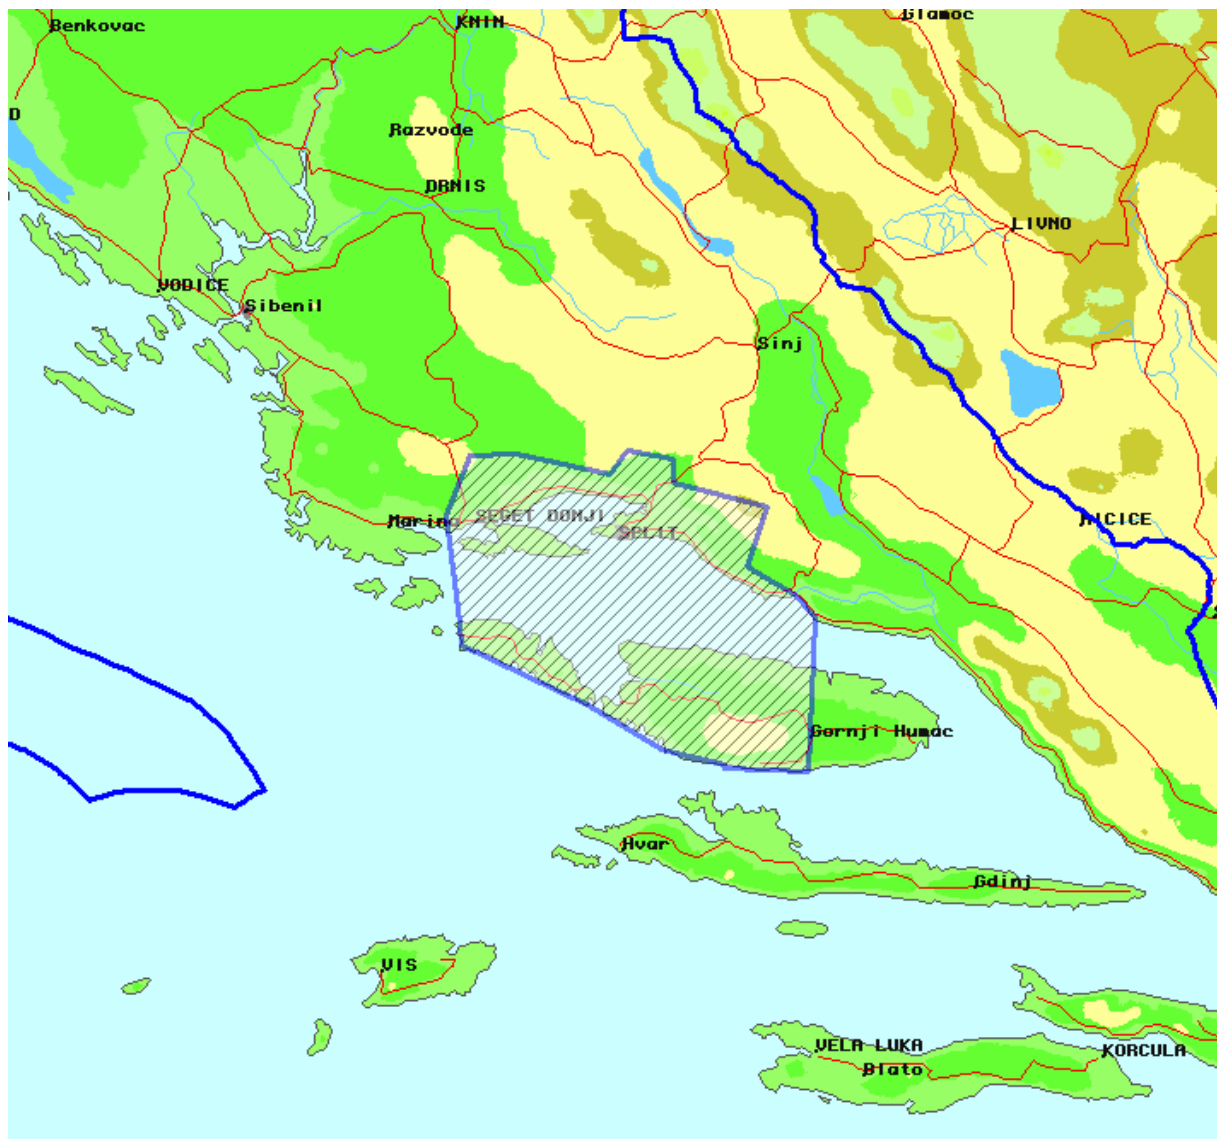 Benkovac
KNIN
Glamoc
D
Razvode
DRNIS
LIVNO
VODICE
Sibenil
Sinj
Marina
SEGET DONJI
SPLIT
Gornji Humac
Hvar
Gdinj
VIS
VELA LUKA
KORCULA
Blato